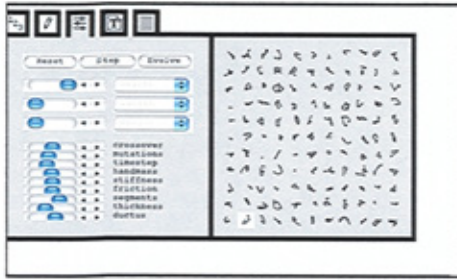 Reset Step Evolve
crossover
mutations
timestep
handmass
stiffness
friction
segments
thickness
ductus